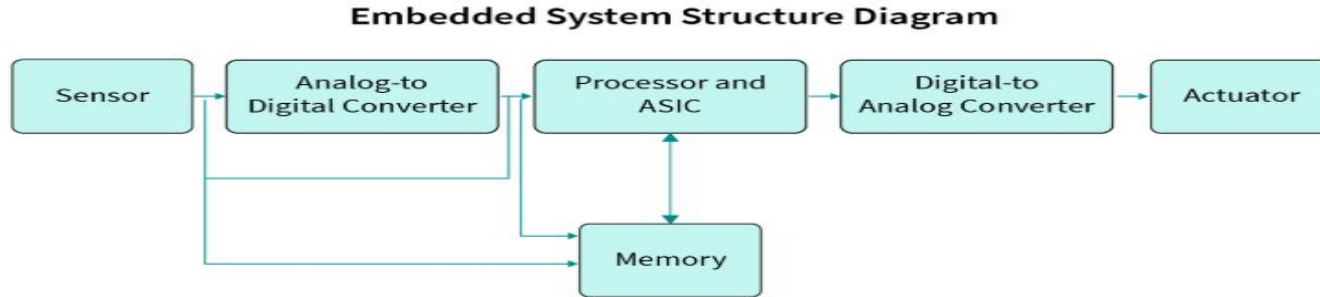 Embedded System Structure Diagram
Sensor
Analog-to
Digital Converter
Processor and
ASIC
Digital-to
Analog Converter
Actuator
Memory